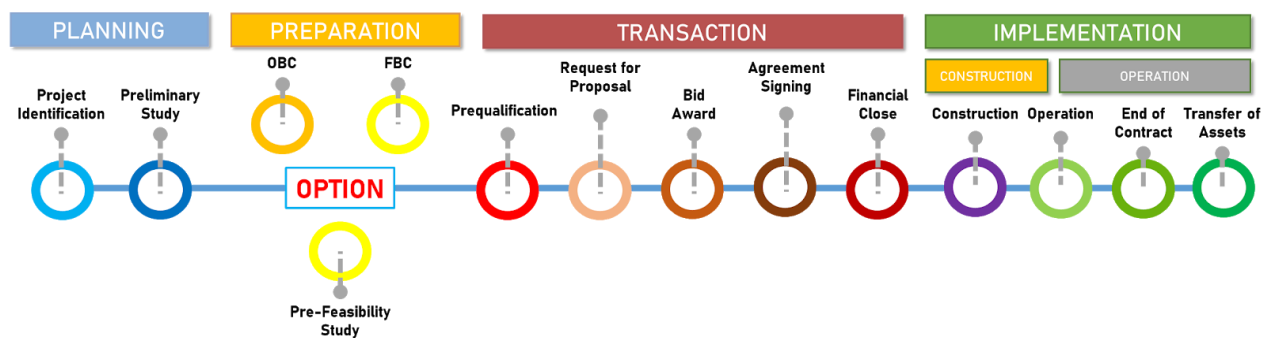 PLANNING
PREPARATION
TRANSACTION
IMPLEMENTATION
CONSTRUCTION
OPERATION
Project
Identification
Preliminary
Study
OBC
FBC
OPTION
Pre-Feasibility
Study
Prequalification
Request for
Proposal
Bid
Award
Agreement
Signing
Financial
Close
Construction
Operation
End of
Contract
Transfer of
Assets